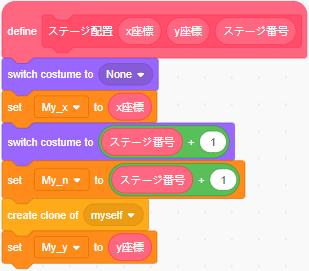 define ステージ配置 x座標 y座標 ステージ番号
switch costume to None
set My_x to x座標
switch costume to ステージ番号 + 1
set My_n to ステージ番号 + 1
create clone of myself
set My_y to y座標